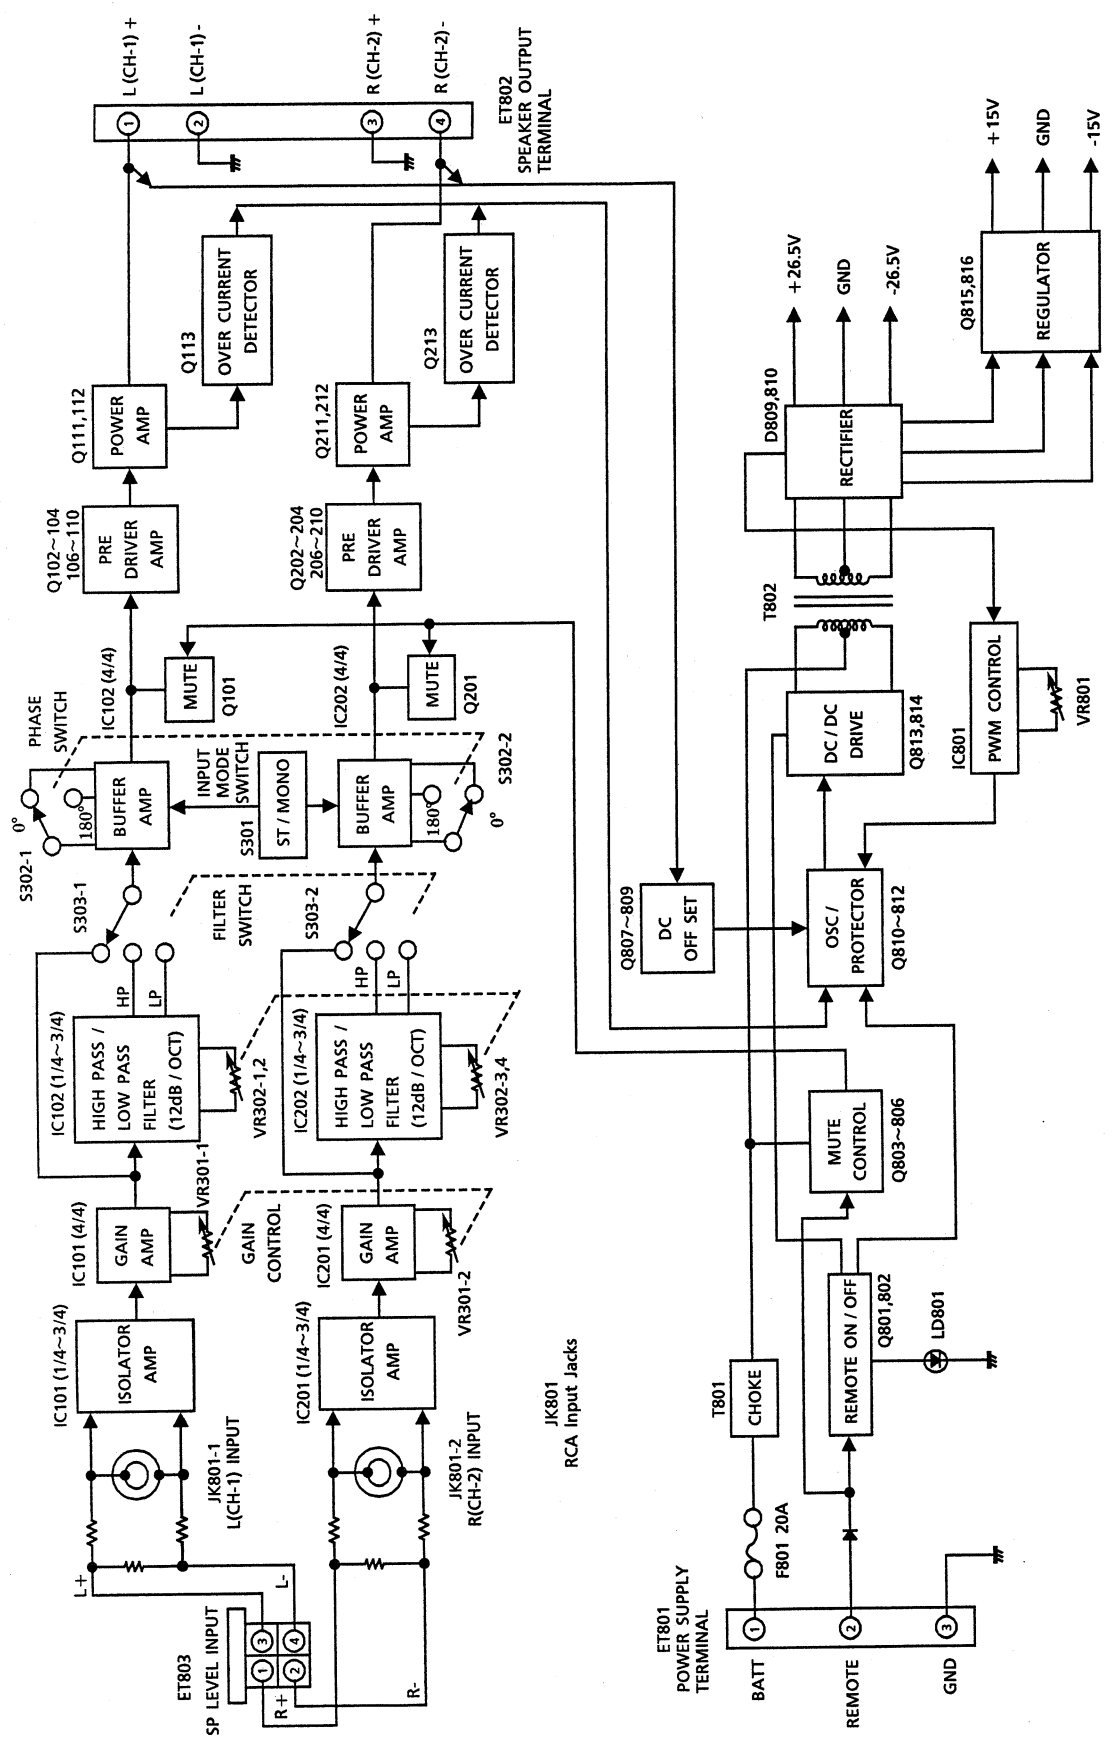 ET803
SP LEVEL INPUT
1
2
3
4
R+
R-
L+
L-
JK801-1
L(CH-1) INPUT
JK801-2
R(CH-2) INPUT
JK801
RCA Input Jacks
IC101 (1/4~3/4)
ISOLATOR
AMP
IC201 (1/4~3/4)
ISOLATOR
AMP
IC101 (4/4)
GAIN
AMP
VR301-1
GAIN
CONTROL
IC201 (4/4)
GAIN
AMP
VR301-2
IC102 (1/4~3/4)
HIGH PASS /
LOW PASS
FILTER
(12dB / OCT)
VR302-1,2
IC202 (1/4~3/4)
HIGH PASS /
LOW PASS
FILTER
(12dB / OCT)
VR302-3,4
HP
LP
HP
LP
S303-1
FILTER
SWITCH
S303-2
S302-1
0°
180°
PHASE
SWITCH
BUFFER
AMP
IC102 (4/4)
INPUT
MODE
SWITCH
S301
ST / MONO
BUFFER
AMP
IC202 (4/4)
180°
0°
S302-2
MUTE
Q101
MUTE
Q201
Q102~104
106~110
PRE
DRIVER
AMP
Q202~204
206~210
PRE
DRIVER
AMP
Q111,112
POWER
AMP
Q211,212
POWER
AMP
Q113
OVER CURRENT
DETECTOR
Q213
OVER CURRENT
DETECTOR
1
2
3
4
L (CH-1) +
L (CH-1) -
R (CH-2) +
R (CH-2) -
ET802
SPEAKER OUTPUT
TERMINAL
ET801
POWER SUPPLY
TERMINAL
BATT
REMOTE
GND
1
2
3
F801 20A
T801
CHOKE
REMOTE ON / OFF
Q801,802
LD801
MUTE
CONTROL
Q803~806
Q807~809
DC
OFF SET
OSC /
PROTECTOR
Q810~812
DC / DC
DRIVE
Q813,814
IC801
PWM CONTROL
VR801
T802
D809,810
RECTIFIER
+26.5V
GND
-26.5V
Q815,816
REGULATOR
+15V
GND
-15V